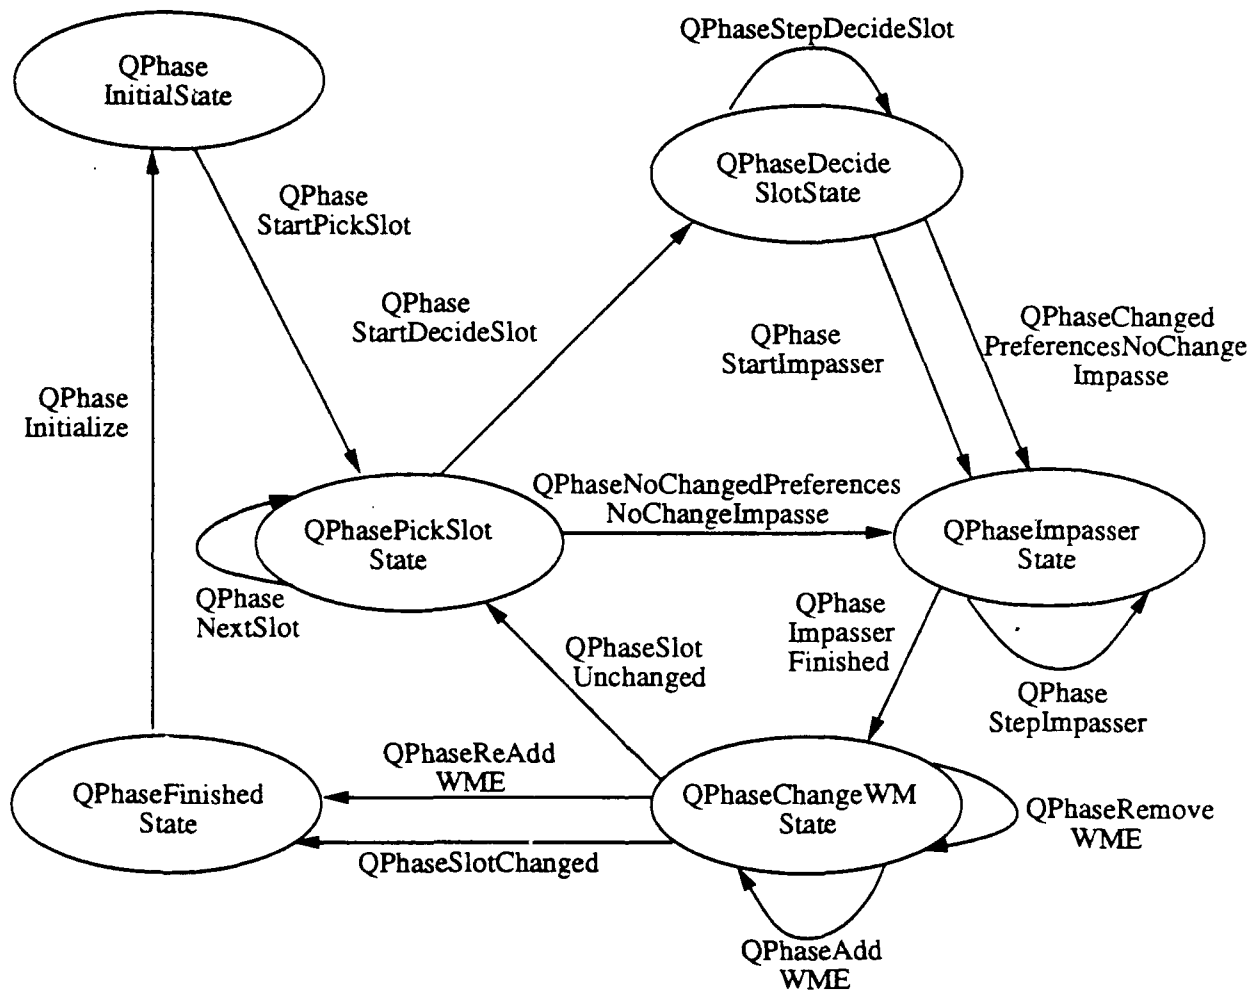 QPhaseStepDecideSlot
QPhase
InitialState
QPhaseDecide
SlotState
QPhase
StartPickSlot
QPhase
StartDecideSlot
QPhase
StartImpasser
QPhaseChanged
PreferencesNoChange
Impasse
QPhase
Initialize
QPhaseNoChangedPreferences
NoChangeImpasse
QPhasePickSlot
State
QPhaseImpasser
State
QPhase
NextSlot
QPhase
Impasser
Finished
QPhaseSlot
Unchanged
QPhase
StepImpasser
QPhaseReAdd
WME
QPhaseFinished
State
QPhaseChangeWM
State
QPhaseRemove
WME
QPhaseSlotChanged
QPhaseAdd
WME